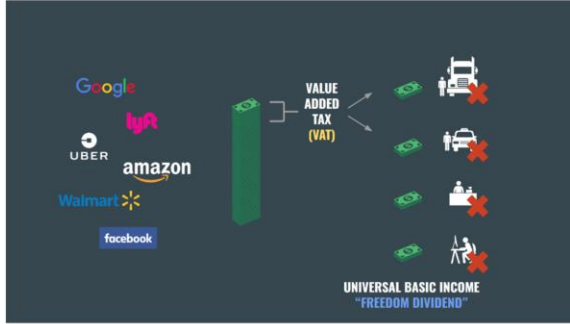 Google
lyft
UBER
amazon
Walmart
facebook
VALUE
ADDED
TAX
(VAT)
UNIVERSAL BASIC INCOME
“FREEDOM DIVIDEND”